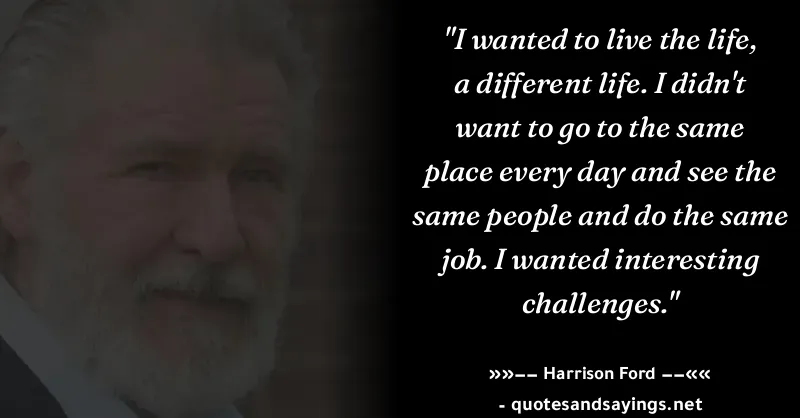 "I wanted to live the life,
a different life. I didn't
want to go to the same
place every day and see the
same people and do the same
job. I wanted interesting
challenges."
»»−− Harrison Ford −−««
- quotesandsayings.net